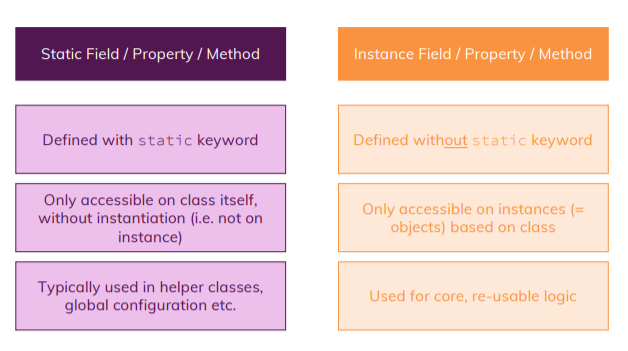 Static Field / Property / Method
Instance Field / Property / Method
Defined with static keyword
Defined without static keyword
Only accessible on class itself,
without instantiation (i.e. not on
instance)
Only accessible on instances (=
objects) based on class
Typically used in helper classes,
global configuration etc.
Used for core, re-usable logic